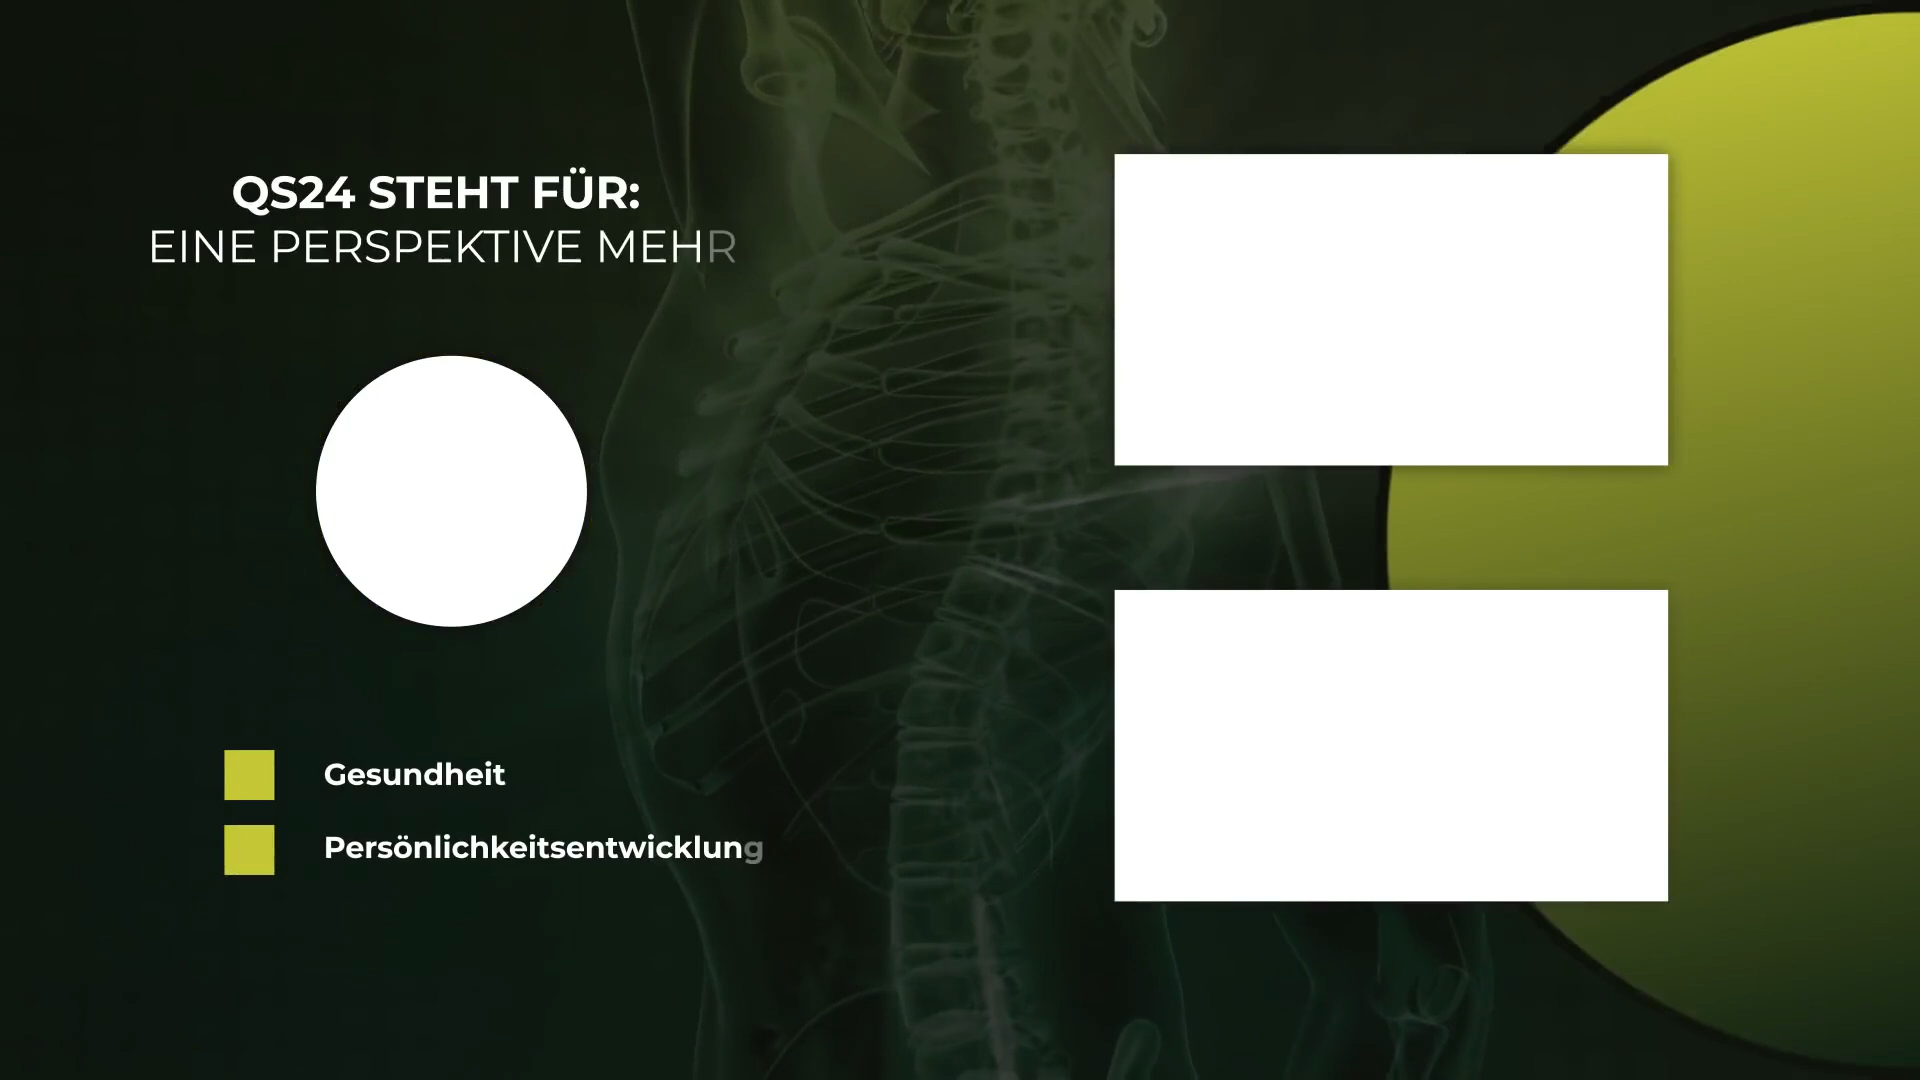 QS24 STEHT FÜR:
EINE PERSPEKTIVE MEHR
Gesundheit
Persönlichkeitsentwicklung